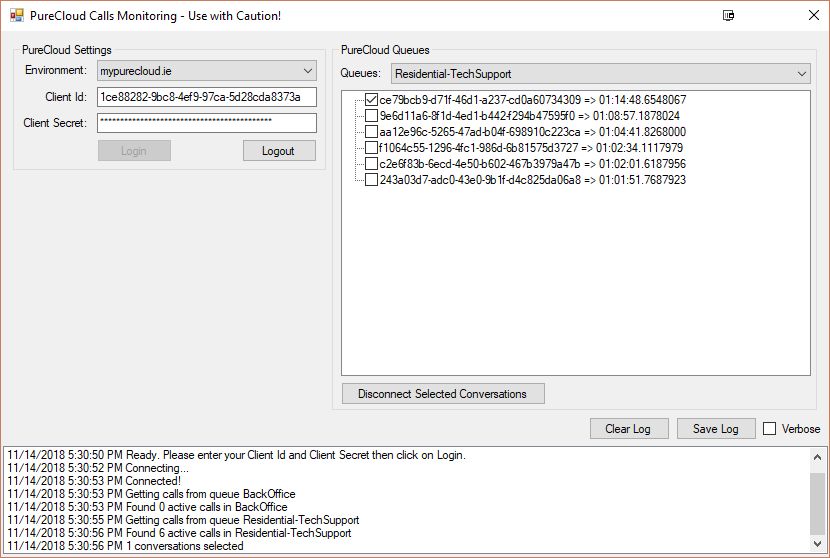 PureCloud Calls Monitoring - Use with Caution!
PureCloud Settings
Environment: mypurecloud.ie
Client Id: 1ce88282-9bc8-4ef9-97ca-5d28cda8373a
Client Secret: *******************************************
Login Logout
PureCloud Queues
Queues: Residential-TechSupport
ce79bcb9-d71f-46d1-a237-cd0a60734309 => 01:14:48.6548067
9e6d11a6-8f1d-4ed1-b442-f294b47595f0 => 01:08:57.1878024
aa12e96c-5265-47ad-b04f-698910c223ca => 01:04:41.8268000
f1064c55-1296-4fc1-986d-6b81575d3727 => 01:02:34.1117979
c2e6f83b-6ecd-4e50-b602-467b3979a47b => 01:02:01.6187956
243a03d7-adc0-43e0-9b1f-d4c825da06a8 => 01:01:51.7687923
Disconnect Selected Conversations
Clear Log Save Log Verbose
11/14/2018 5:30:50 PM Ready. Please enter your Client Id and Client Secret then click on Login.
11/14/2018 5:30:52 PM Connecting...
11/14/2018 5:30:53 PM Connected!
11/14/2018 5:30:53 PM Getting calls from queue BackOffice
11/14/2018 5:30:53 PM Found 0 active calls in BackOffice
11/14/2018 5:30:55 PM Getting calls from queue Residential-TechSupport
11/14/2018 5:30:56 PM Found 6 active calls in Residential-TechSupport
11/14/2018 5:30:56 PM 1 conversations selected